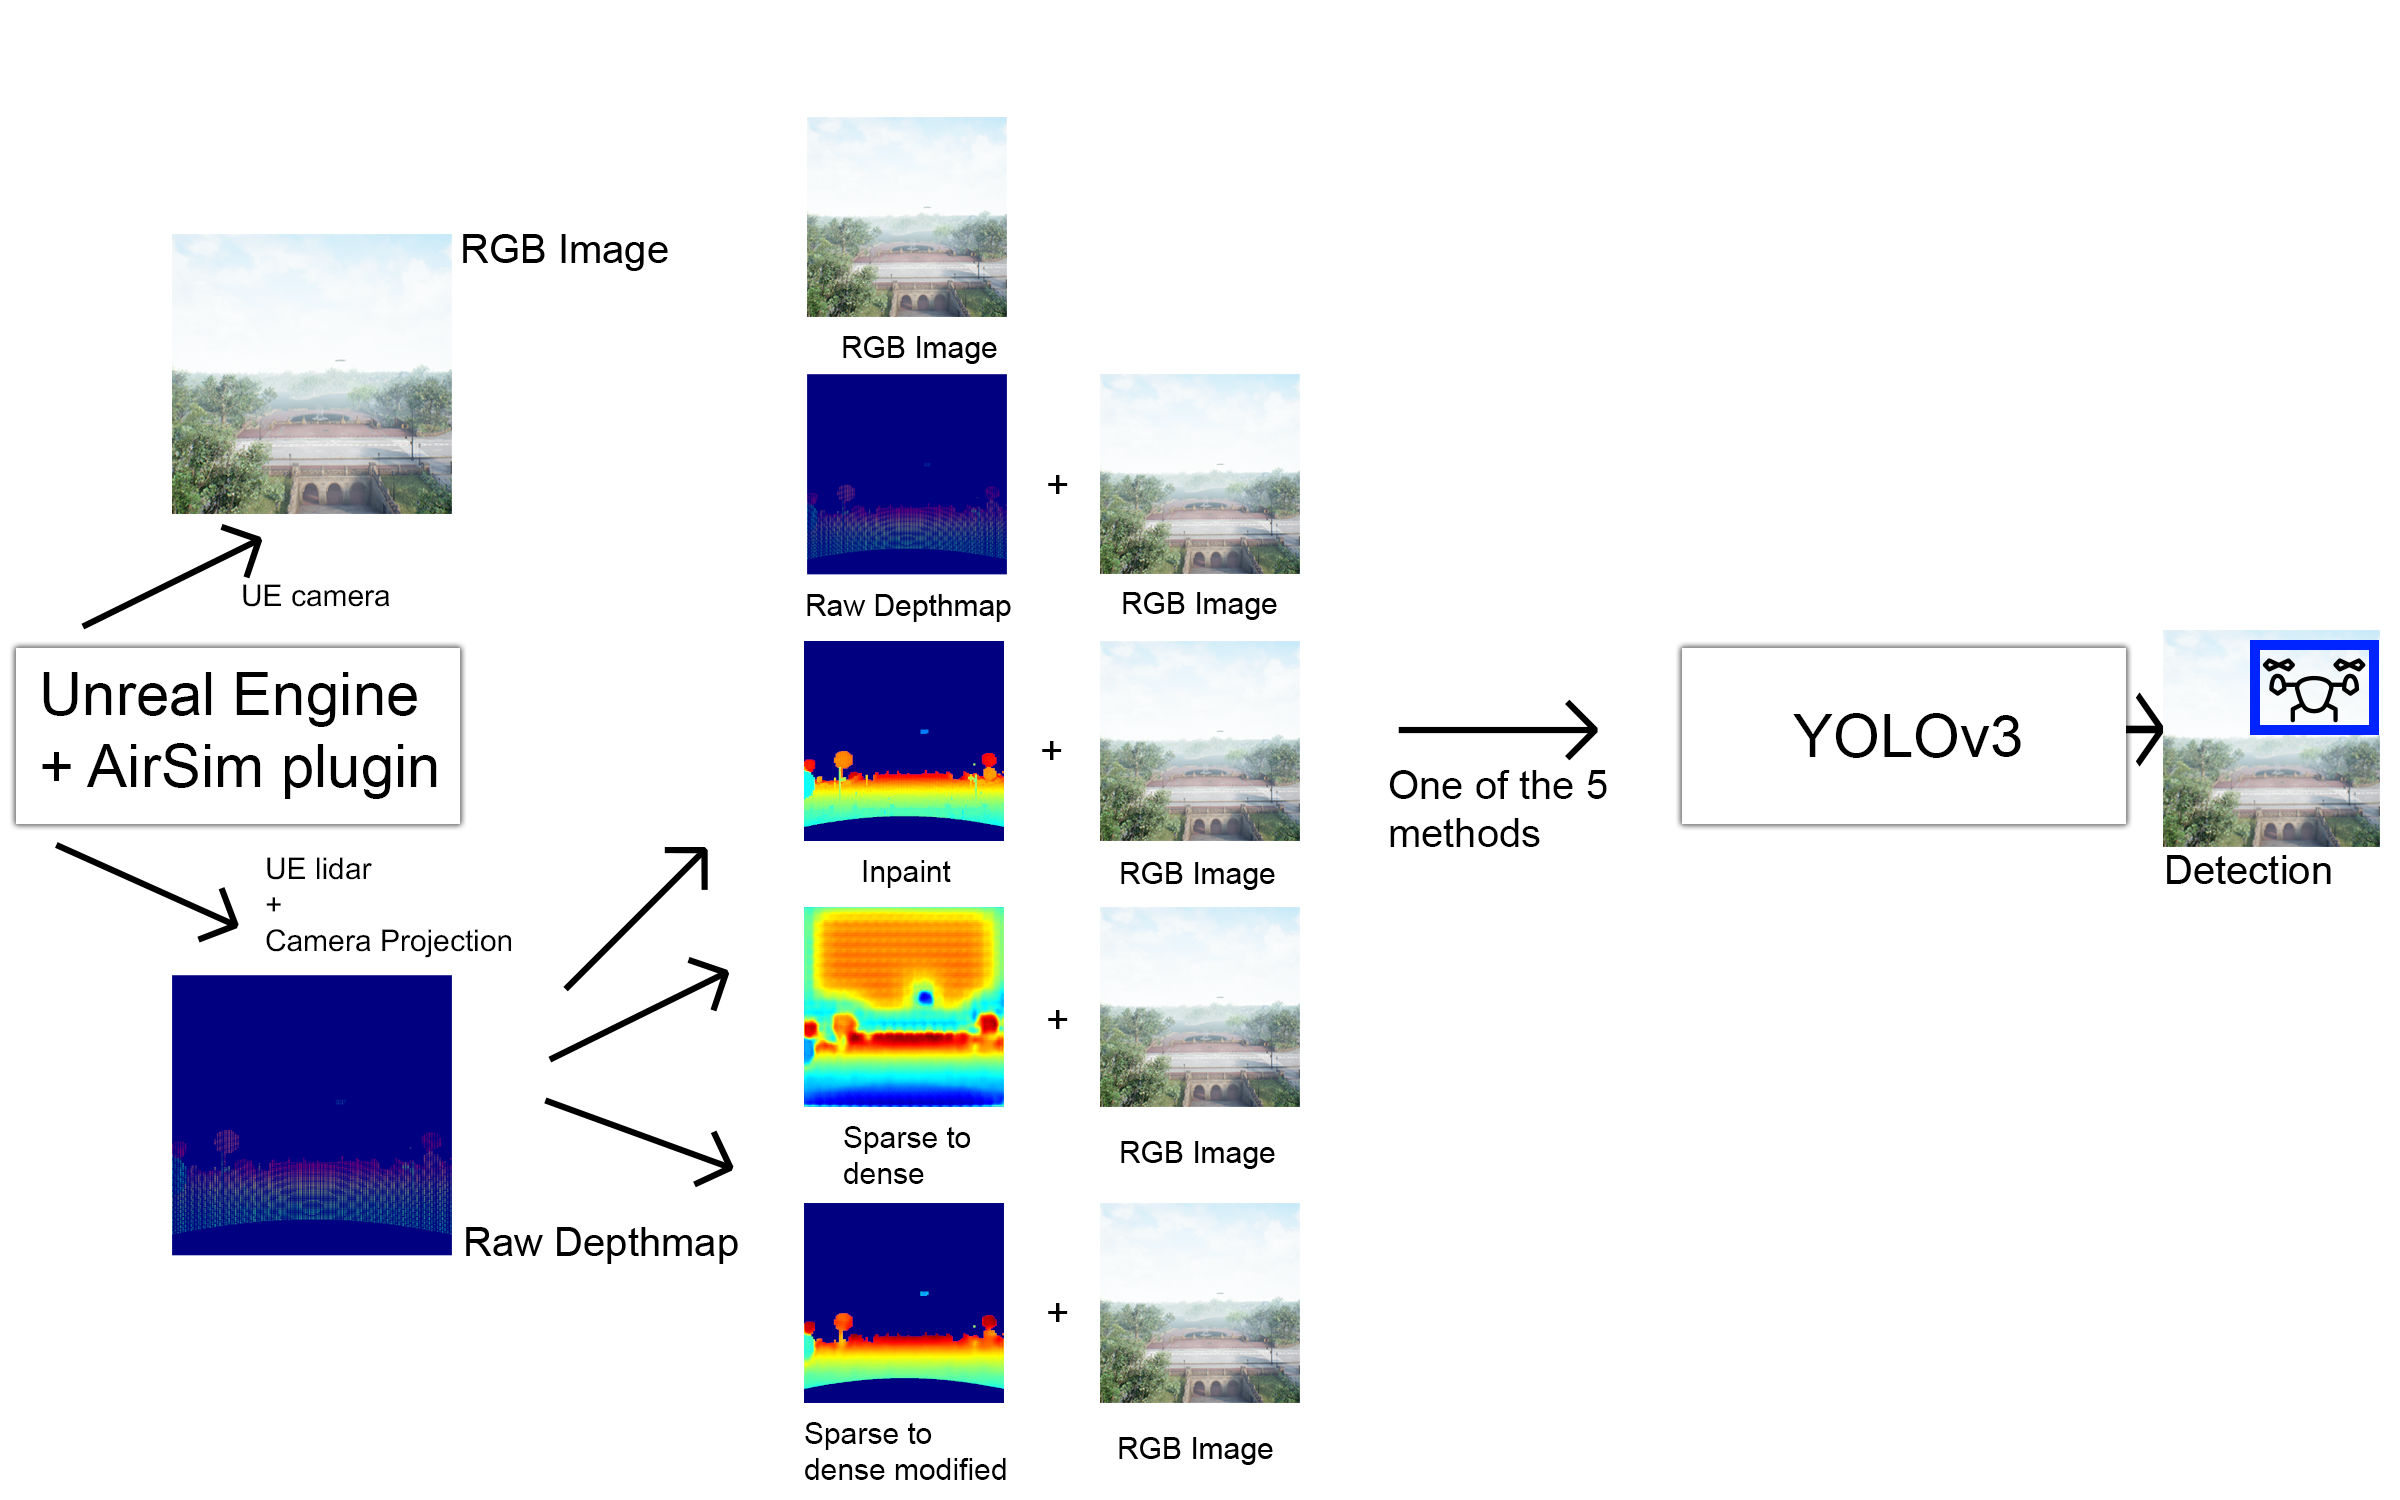 RGB Image
UE camera
Unreal Engine
+ AirSim plugin
UE lidar
+
Camera Projection
Raw Depthmap
RGB Image
+
Raw Depthmap
RGB Image
+
Inpaint
RGB Image
+
Sparse to
dense
RGB Image
+
Sparse to
dense modified
RGB Image
One of the 5
methods
YOLOv3
Detection